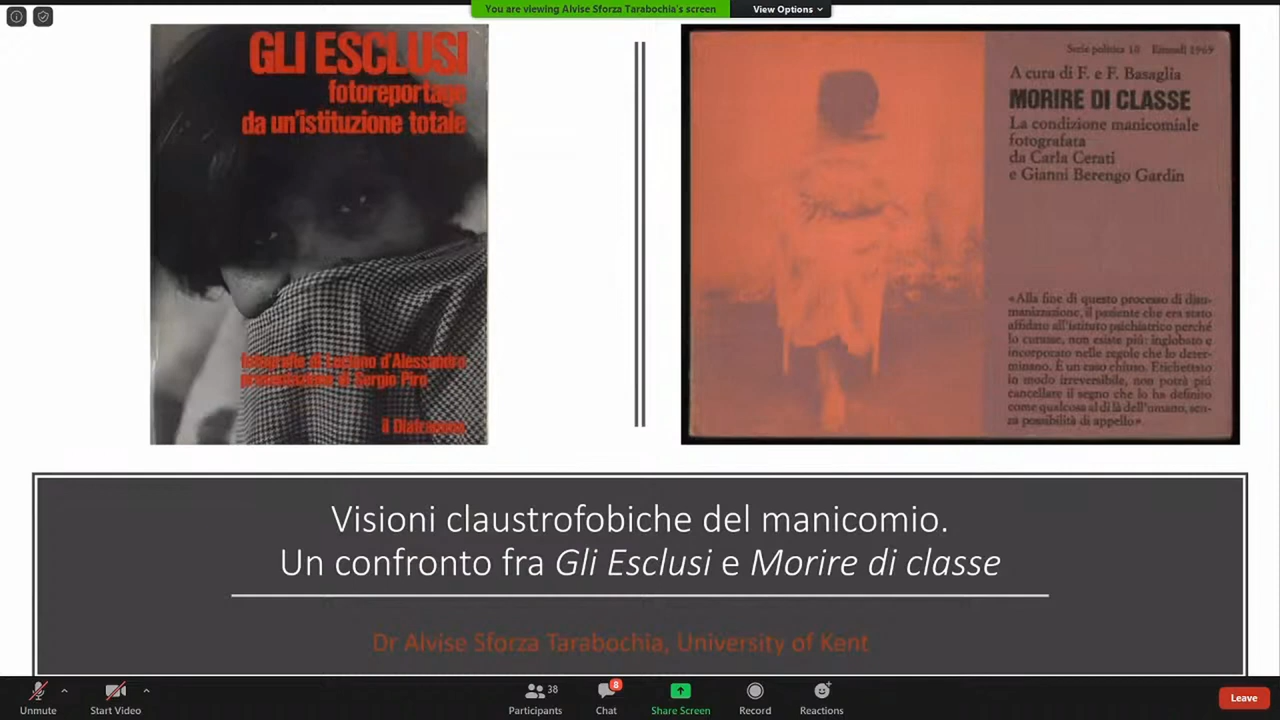 You are viewing Alvise Sforza Tarabochia's screen
View Options
GLI ESCLUSI
fotoreportage
da un'istituzione totale
fotografie di Luciano d'Alessandro
presentazione di Sergio Piro
il Diaframma
Serie politica 10 Einaudi 1969
A cura di F. e F. Basaglia
MORIRE DI CLASSE
La condizione manicomiale
fotografata
da Carla Cerati
e Gianni Berengo Gardin
«Alla fine di questo processo di disu-
manizzazione, il paziente che era stato
affidato all'istituto psichiatrico perché
lo curasse, non esiste più: inglobato e
incorporato nelle regole che lo deter-
minano. È un caso chiuso. Etichettato
in modo irreversibile, non potrà più
cancellare il segno che lo ha definito
come qualcosa al di là dell'umano, sen-
za possibilità di appello».
Visioni claustrofobiche del manicomio.
Un confronto fra Gli Esclusi e Morire di classe
Dr Alvise Sforza Tarabochia, University of Kent
Unmute
Start Video
38
Participants
8
Chat
Share Screen
Record
Reactions
Leave